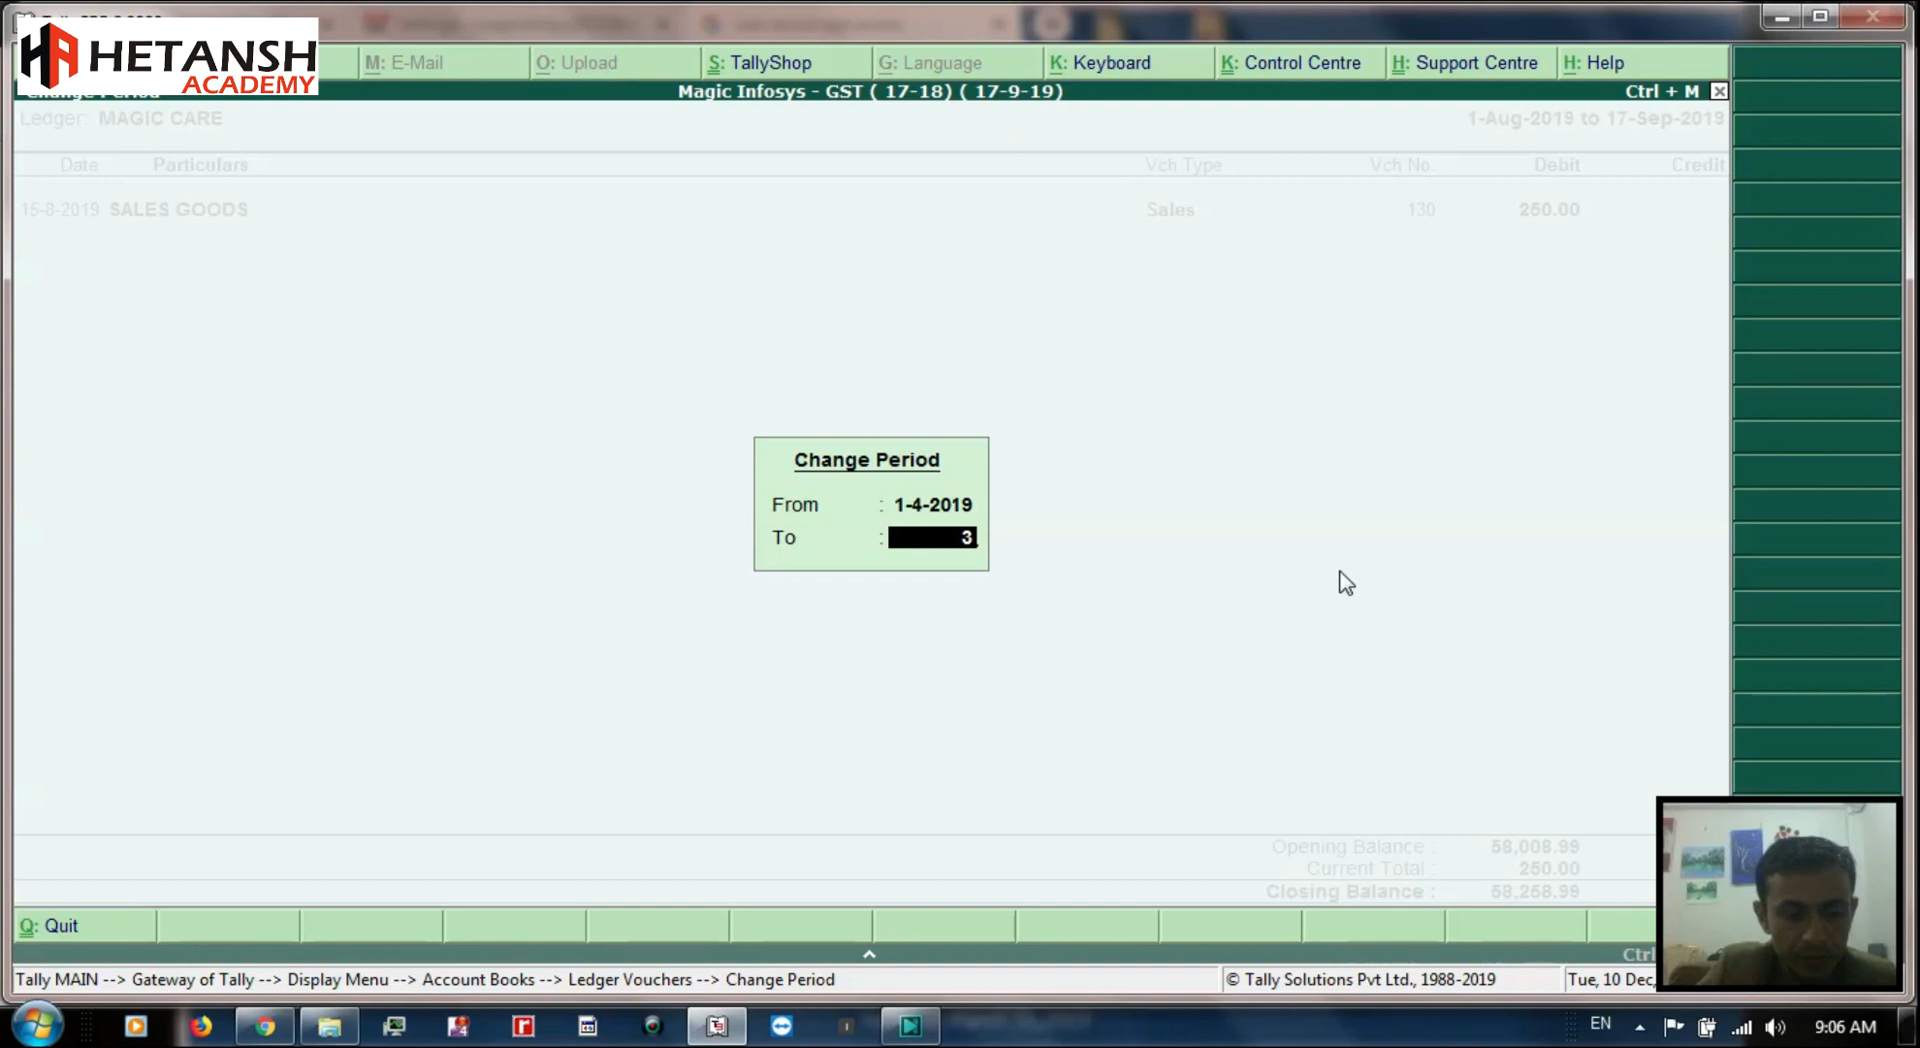 HETANSH
ACADEMY
M: E-Mail
O: Upload
S: TallyShop
G: Language
K: Keyboard
K: Control Centre
H: Support Centre
H: Help
Change Period
Magic Infosys - GST ( 17-18) ( 17-9-19)
Ctrl + M
Ledger: MAGIC CARE
1-Aug-2019 to 17-Sep-2019
Date Particulars Vch Type Vch No. Debit Credit
15-8-2019 SALES GOODS Sales 130 250.00
Change Period
From : 1-4-2019
To : 3
Opening Balance : 58,008.99
Current Total : 250.00
Closing Balance : 58,258.99
Q: Quit
Ctrl
Tally MAIN --> Gateway of Tally --> Display Menu --> Account Books --> Ledger Vouchers --> Change Period
© Tally Solutions Pvt Ltd., 1988-2019
Tue, 10 Dec,
EN
9:06 AM